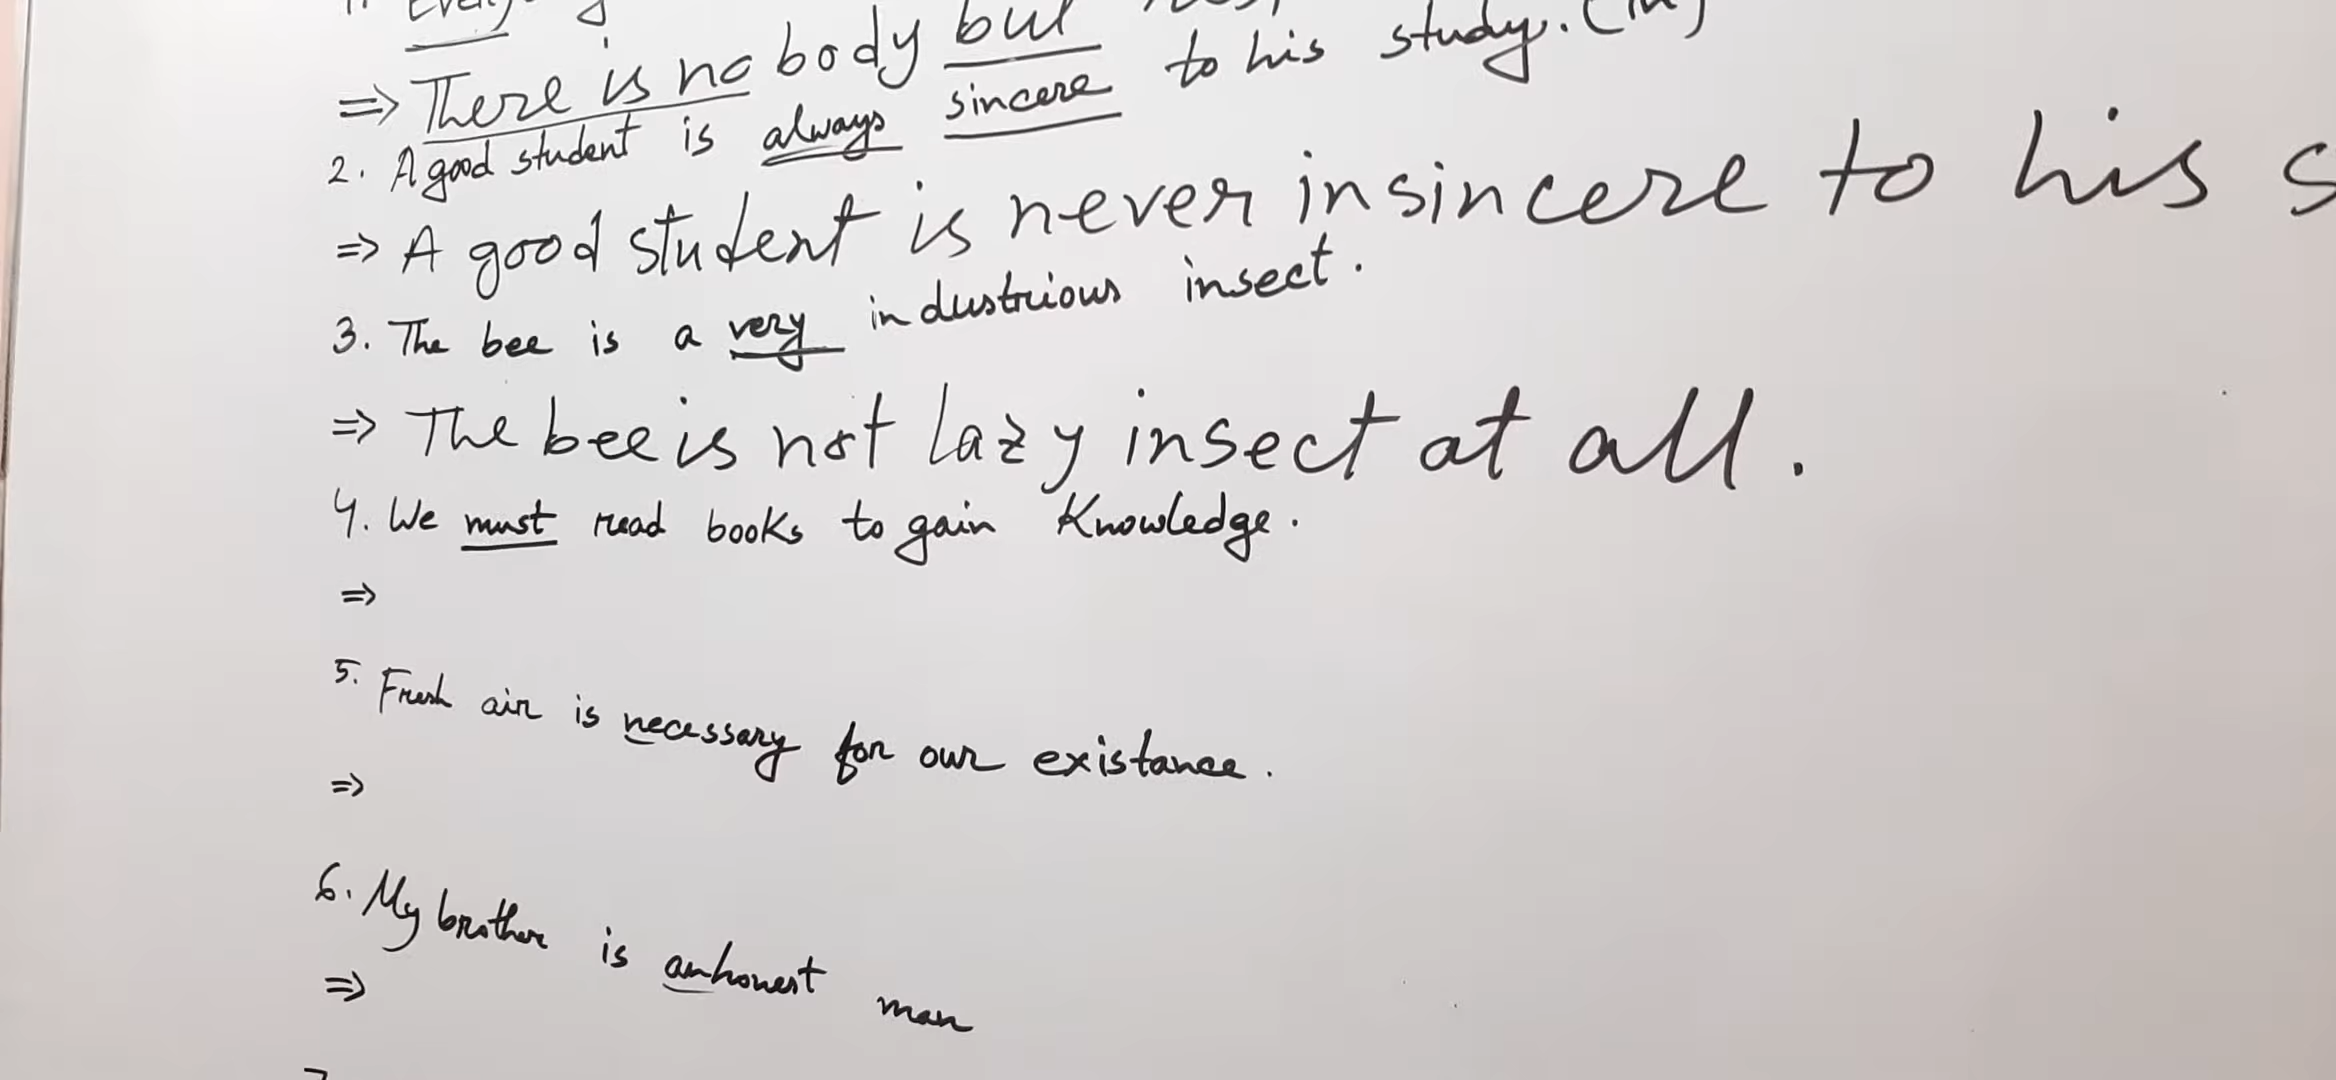 => There is no body but
2. A good student is always sincere to his study. (
=> A good student is never insincere to his s
3. The bee is a very industrious insect.
=> The bee is not lazy insect at all.
4. We must read books to gain Knowledge.
=>
5. Fresh air is necessary for our existance.
=>
6. My brother is an honest man
=>